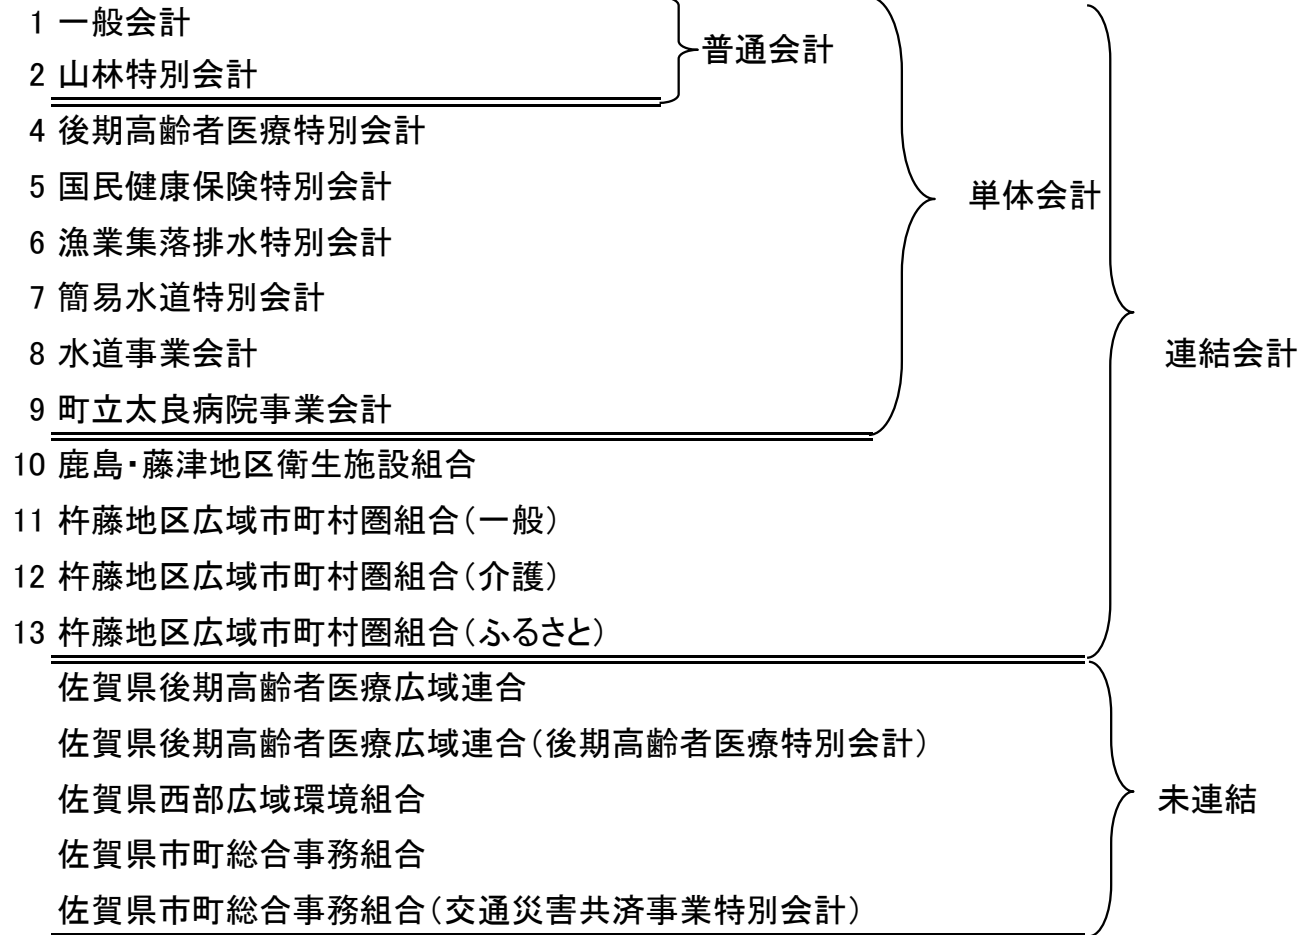 1 一般会計
普通会計
2 山林特別会計
4 後期高齢者医療特別会計
5 国民健康保険特別会計
単体会計
6 漁業集落排水特別会計
7 簡易水道特別会計
8 水道事業会計
連結会計
9 町立太良病院事業会計
10 鹿島・藤津地区衛生施設組合
11 杵藤地区広域市町村圏組合(一般)
12 杵藤地区広域市町村圏組合(介護)
13 杵藤地区広域市町村圏組合(ふるさと)
佐賀県後期高齢者医療広域連合
佐賀県後期高齢者医療広域連合(後期高齢者医療特別会計)
佐賀県西部広域環境組合
未連結
佐賀県市町総合事務組合
佐賀県市町総合事務組合(交通災害共済事業特別会計)